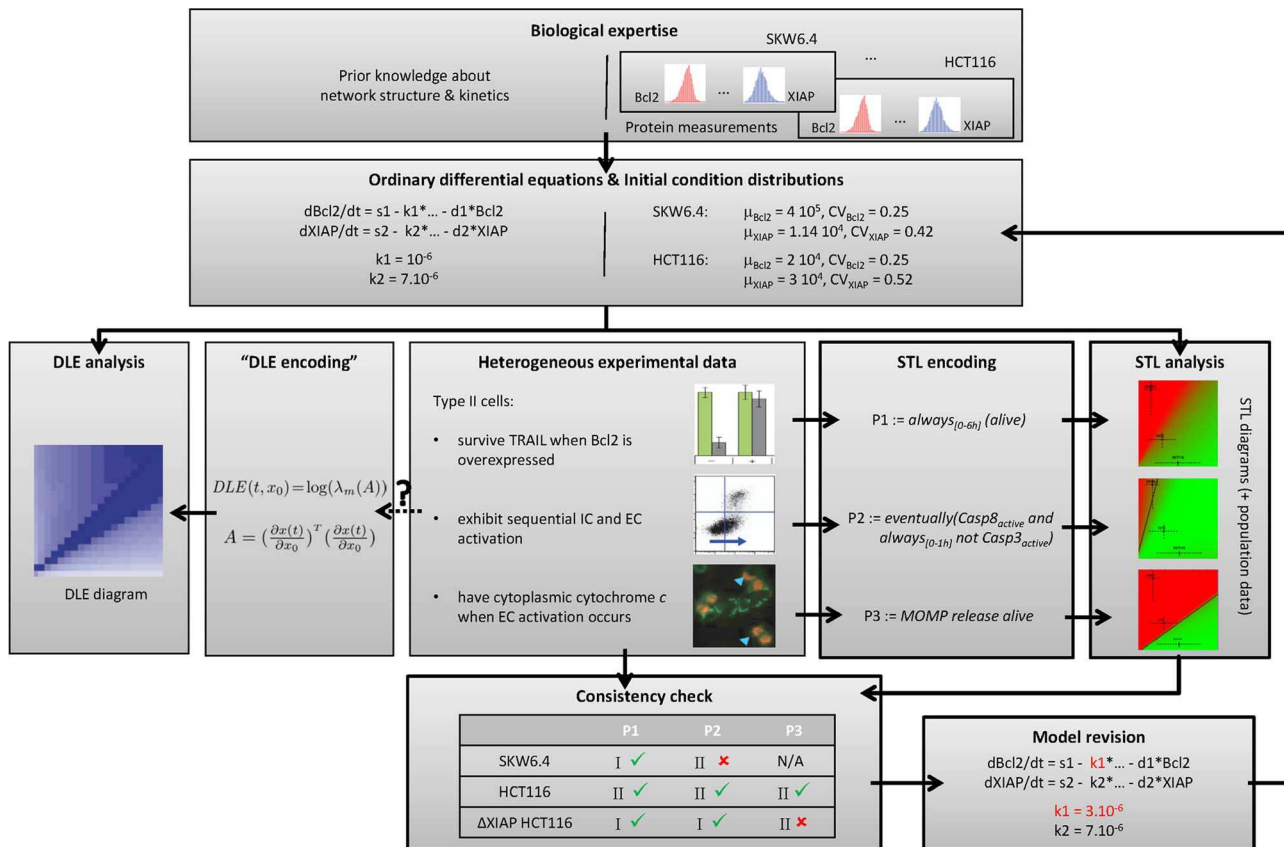 Biological expertise
Prior knowledge about
network structure & kinetics
SKW6.4
...
HCT116
Bcl2
...
XIAP
Bcl2
...
XIAP
Protein measurements
Ordinary differential equations & Initial condition distributions
dBcl2/dt = s1 - k1*... - d1*Bcl2
dXIAP/dt = s2 - k2*... - d2*XIAP
k1 = 10⁻⁶
k2 = 7.10⁻⁶
SKW6.4: μBcl2 = 4 10⁵, CVBcl2 = 0.25
μXIAP = 1.14 10⁴, CVXIAP = 0.42
HCT116: μBcl2 = 2 10⁴, CVBcl2 = 0.25
μXIAP = 3 10⁴, CVXIAP = 0.52
DLE analysis
DLE diagram
“DLE encoding”
DLE(t, x₀) = log(λₘ(A))
A = (∂x(t)/∂x₀)ᵀ (∂x(t)/∂x₀)
?
Heterogeneous experimental data
Type II cells:
• survive TRAIL when Bcl2 is
overexpressed
− +
• exhibit sequential IC and EC
activation
• have cytoplasmic cytochrome c
when EC activation occurs
STL encoding
P1 := always[0-6h] (alive)
P2 := eventually(Casp8active and
always[0-1h] not Casp3active)
P3 := MOMP release alive
STL analysis
STL diagrams (+ population data)
Consistency check
P1 P2 P3
SKW6.4 I ✓ II ✘ N/A
HCT116 II ✓ II ✓ II ✓
ΔXIAP HCT116 I ✓ I ✓ II ✘
Model revision
dBcl2/dt = s1 - k1*... - d1*Bcl2
dXIAP/dt = s2 - k2*... - d2*XIAP
k1 = 3.10⁻⁶
k2 = 7.10⁻⁶